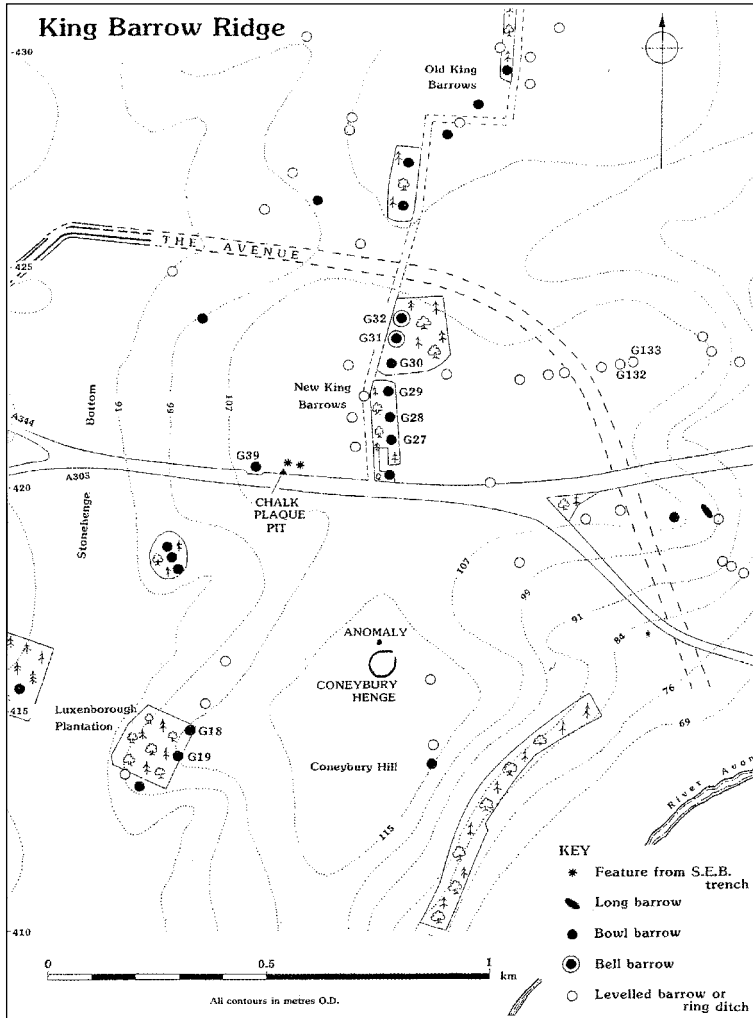 King Barrow Ridge
430
Old King
Barrows
425
THE AVENUE
G32
G31
G30
G133
G132
New King
Barrows
G29
G28
G27
Bottom
91
99
107
A344
G39
420
A303
CHALK
PLAQUE
PIT
Stonehenge
107
99
91
84
76
69
ANOMALY
CONEYBURY
HENGE
415
Luxenborough
Plantation
G18
G19
Coneybury Hill
115
River Avon
410
KEY
Feature from S.E.B.
trench
Long barrow
Bowl barrow
Bell barrow
Levelled barrow or
ring ditch
0 0.5 1
km
All contours in metres O.D.